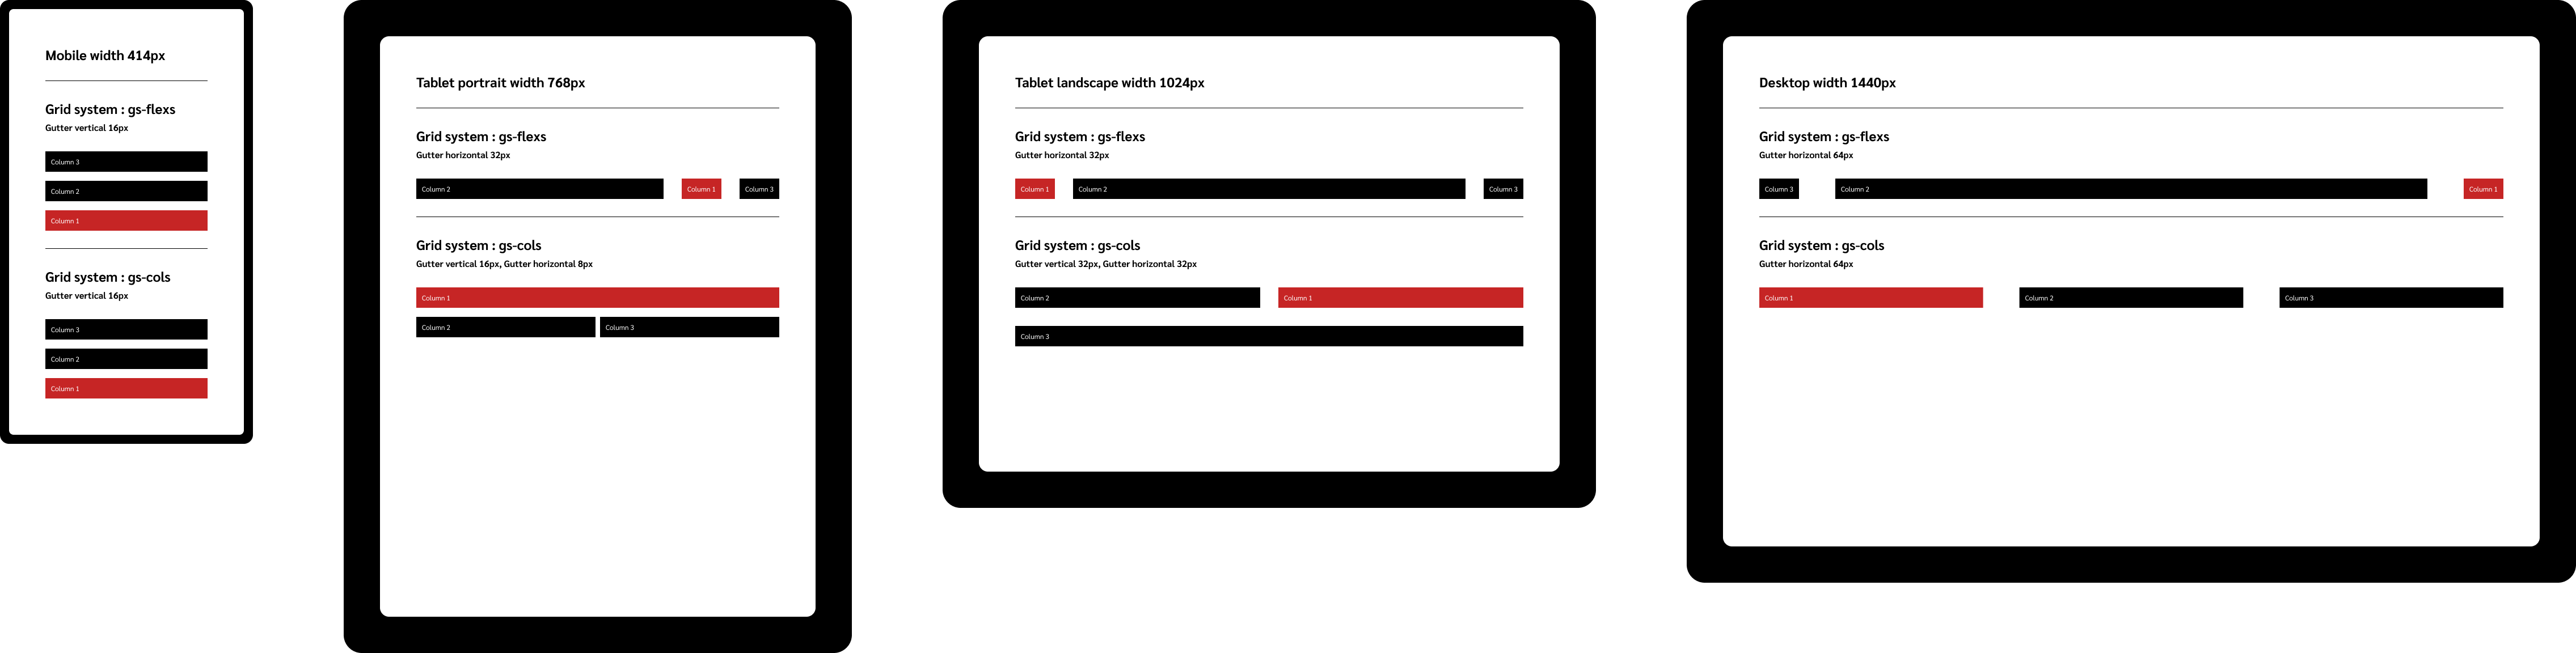 Mobile width 414px
Grid system : gs-flexs
Gutter vertical 16px
Column 3
Column 2
Column 1
Grid system : gs-cols
Gutter vertical 16px
Column 3
Column 2
Column 1
Tablet portrait width 768px
Grid system : gs-flexs
Gutter horizontal 32px
Column 2 Column 1 Column 3
Grid system : gs-cols
Gutter vertical 16px, Gutter horizontal 8px
Column 1
Column 2 Column 3
Tablet landscape width 1024px
Grid system : gs-flexs
Gutter horizontal 32px
Column 1 Column 2 Column 3
Grid system : gs-cols
Gutter vertical 32px, Gutter horizontal 32px
Column 2 Column 1
Column 3
Desktop width 1440px
Grid system : gs-flexs
Gutter horizontal 64px
Column 3 Column 2 Column 1
Grid system : gs-cols
Gutter horizontal 64px
Column 1 Column 2 Column 3